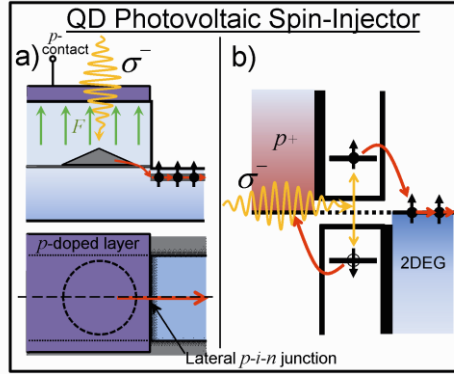 QD Photovoltaic Spin-Injector
a)
p-
contact
σ⁻
F
p-doped layer
Lateral p-i-n junction
b)
p+
σ⁻
2DEG